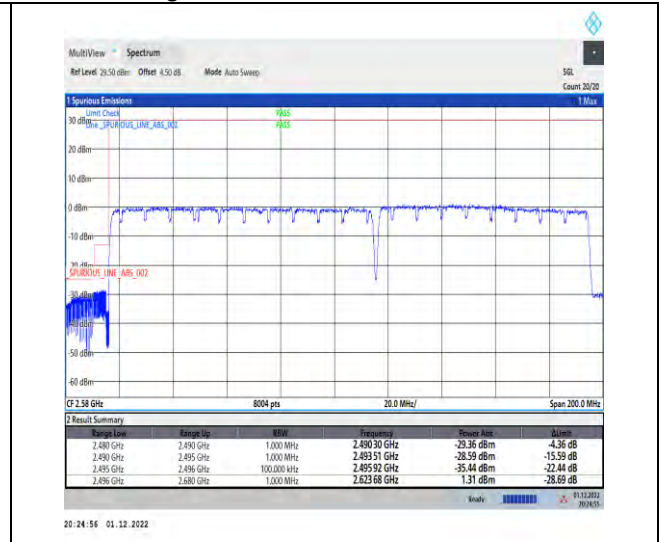 MultiView Spectrum
Ref Level 29.50 dBm Offset 4.50 dB Mode Auto Sweep SGL
Count 20/20
1 Spurious Emissions 1 Max
Limit Check PASS
30 dBm
Line _SPURIOUS_LINE_ABS_002 PASS
20 dBm
10 dBm
0 dBm
-10 dBm
-20 dBm
_SPURIOUS_LINE_ABS_002
-30 dBm
-40 dBm
-50 dBm
-60 dBm
CF 2.58 GHz 8004 pts 20.0 MHz/ Span 200.0 MHz
2 Result Summary
Range Low Range Up RBW Frequency Power Abs ΔLimit
2.480 GHz 2.490 GHz 1.000 MHz 2.490 30 GHz -29.36 dBm -4.36 dB
2.490 GHz 2.495 GHz 1.000 MHz 2.493 51 GHz -28.59 dBm -15.59 dB
2.495 GHz 2.496 GHz 100.000 kHz 2.495 92 GHz -35.44 dBm -22.44 dB
2.496 GHz 2.680 GHz 1.000 MHz 2.623 68 GHz 1.31 dBm -28.69 dB
Ready 01.12.2022
20:24:55
20:24:56 01.12.2022